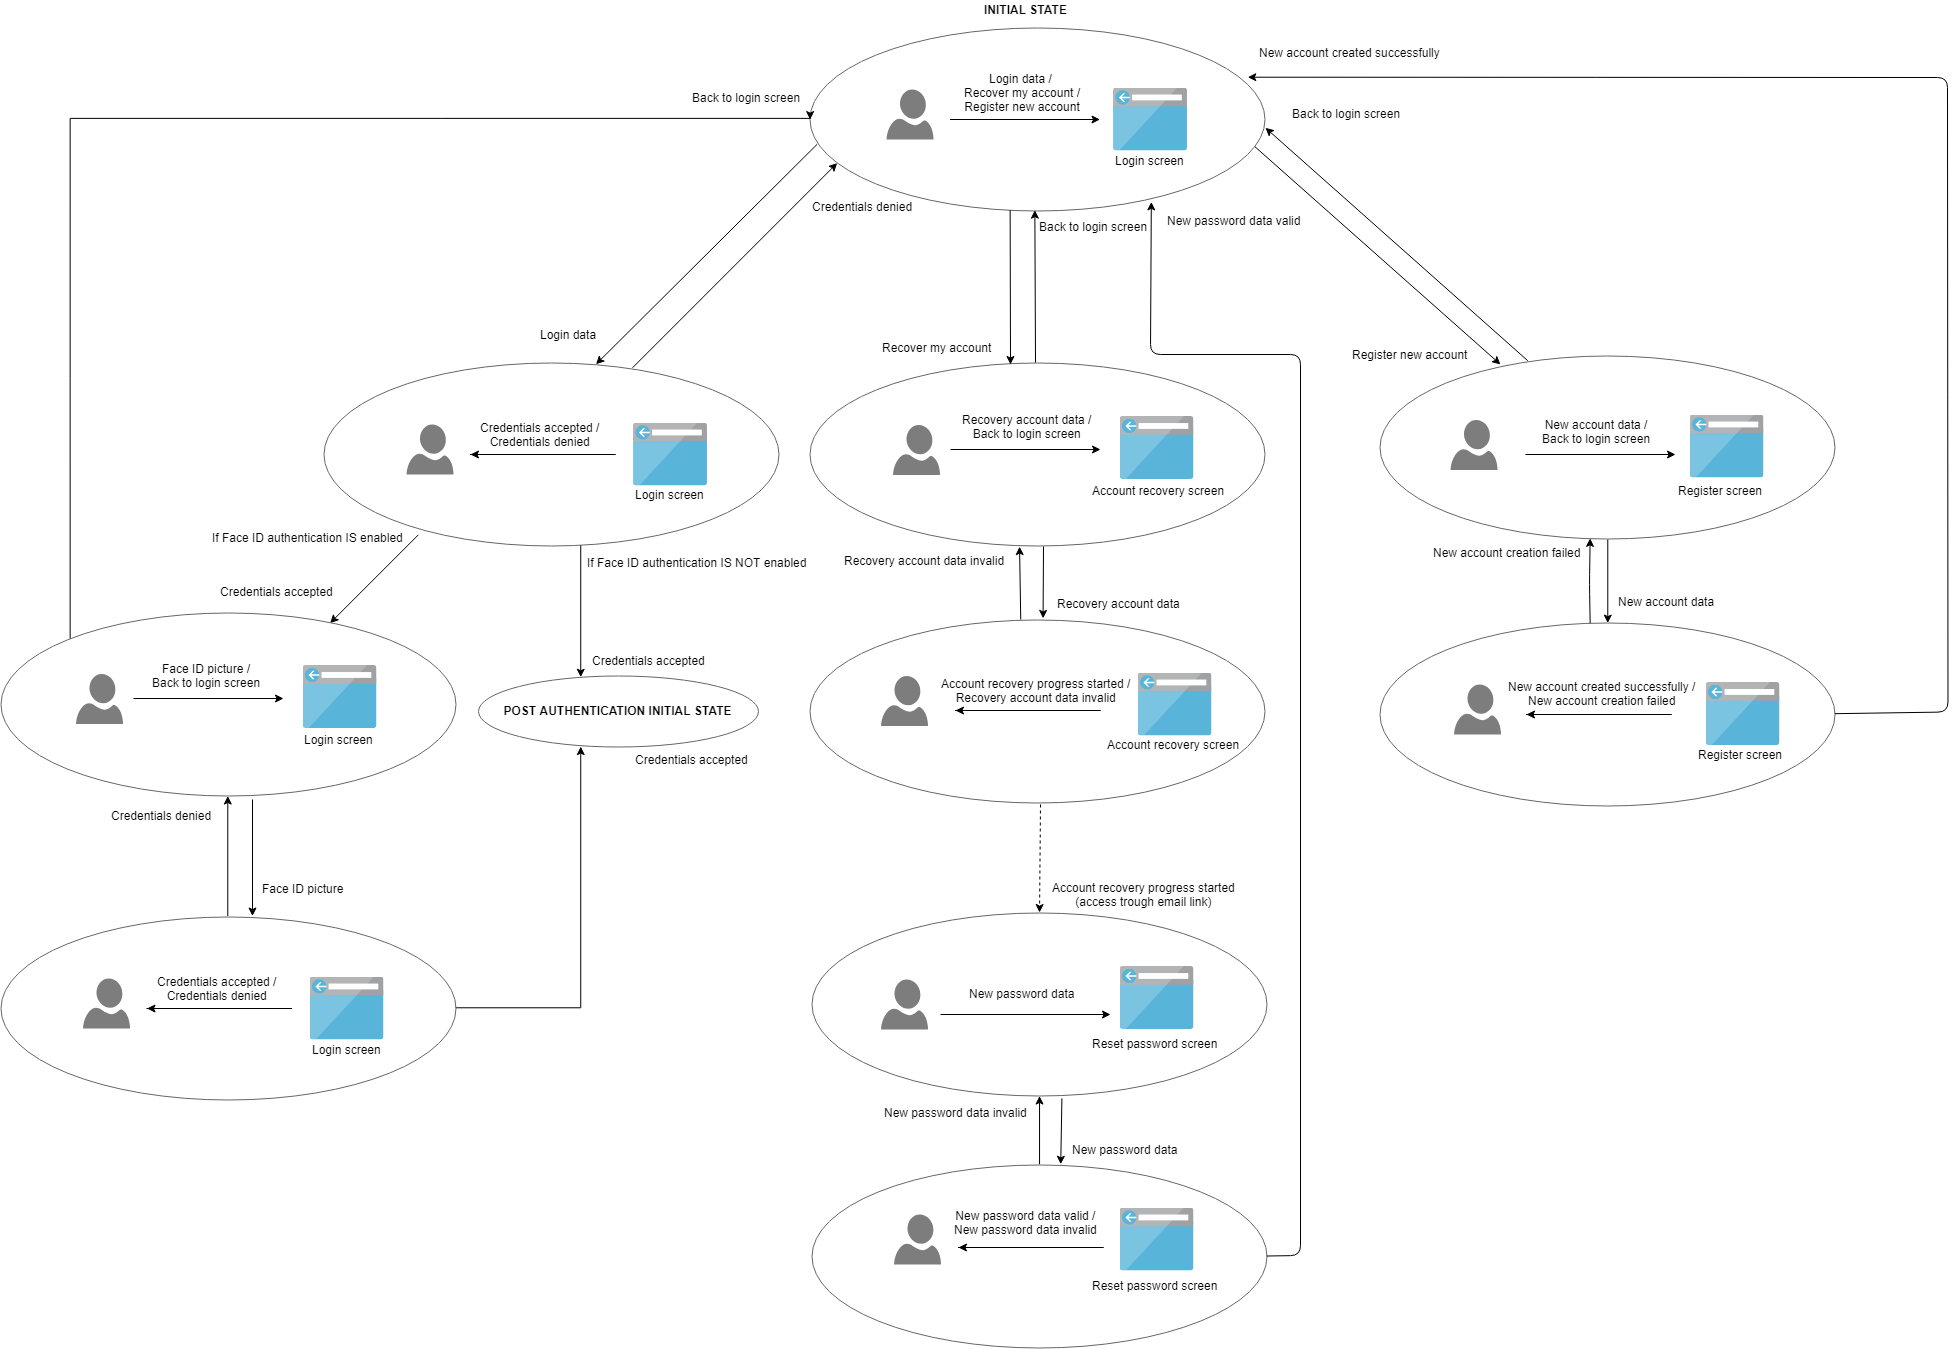 INITIAL STATE
New account created successfully
Login data /
Recover my account /
Register new account
Login screen
Back to login screen
Back to login screen
Credentials denied
Back to login screen
New password data valid
Login data
Recover my account
Register new account
Credentials accepted /
Credentials denied
Login screen
Recovery account data /
Back to login screen
Account recovery screen
New account data /
Back to login screen
Register screen
If Face ID authentication IS enabled
Credentials accepted
If Face ID authentication IS NOT enabled
Credentials accepted
Recovery account data invalid
Recovery account data
New account creation failed
New account data
Face ID picture /
Back to login screen
Login screen
POST AUTHENTICATION INITIAL STATE
Credentials accepted
Account recovery progress started /
Recovery account data invalid
Account recovery screen
New account created successfully /
New account creation failed
Register screen
Credentials denied
Face ID picture
Account recovery progress started
(access trough email link)
Credentials accepted /
Credentials denied
Login screen
New password data
Reset password screen
New password data invalid
New password data
New password data valid /
New password data invalid
Reset password screen